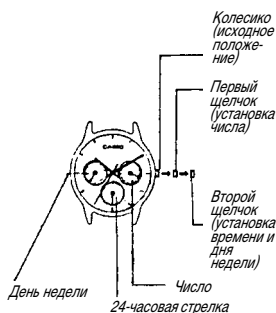 Колесико
(исходное
положе-
ние)
Первый
щелчок
(установка
числа)
CASIO
Второй
щелчок
(установка
времени и
дня
недели)
Число
День недели
24-часовая стрелка